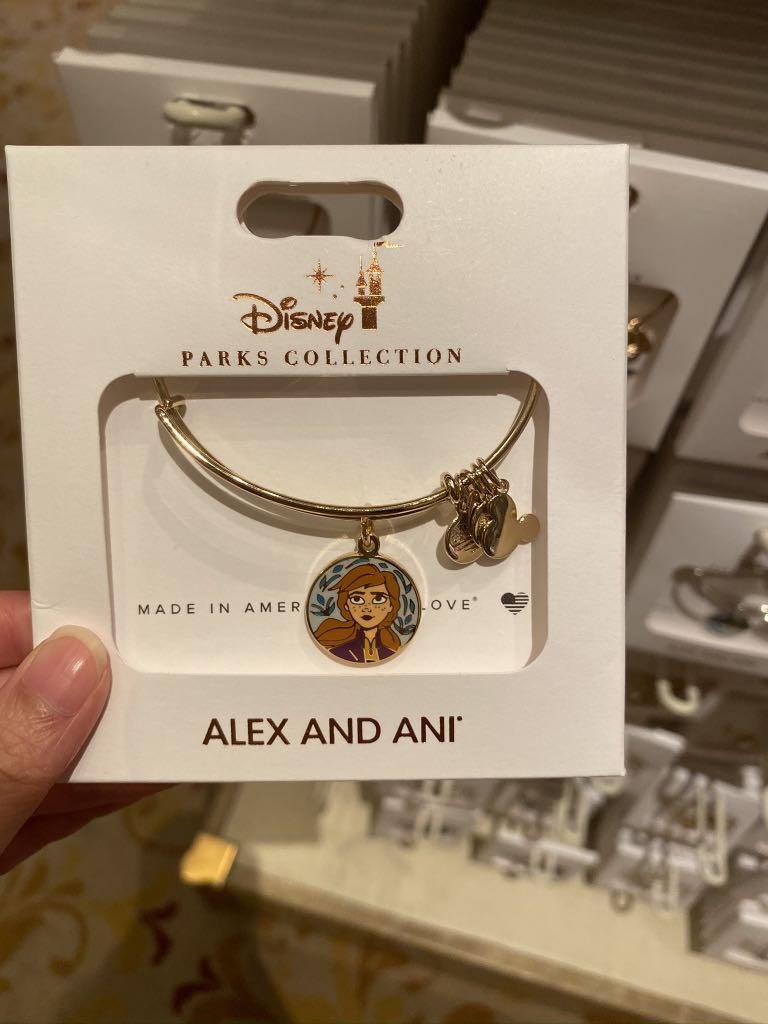 Disney
PARKS COLLECTION
MADE IN AMER LOVE®
ALEX AND ANI®